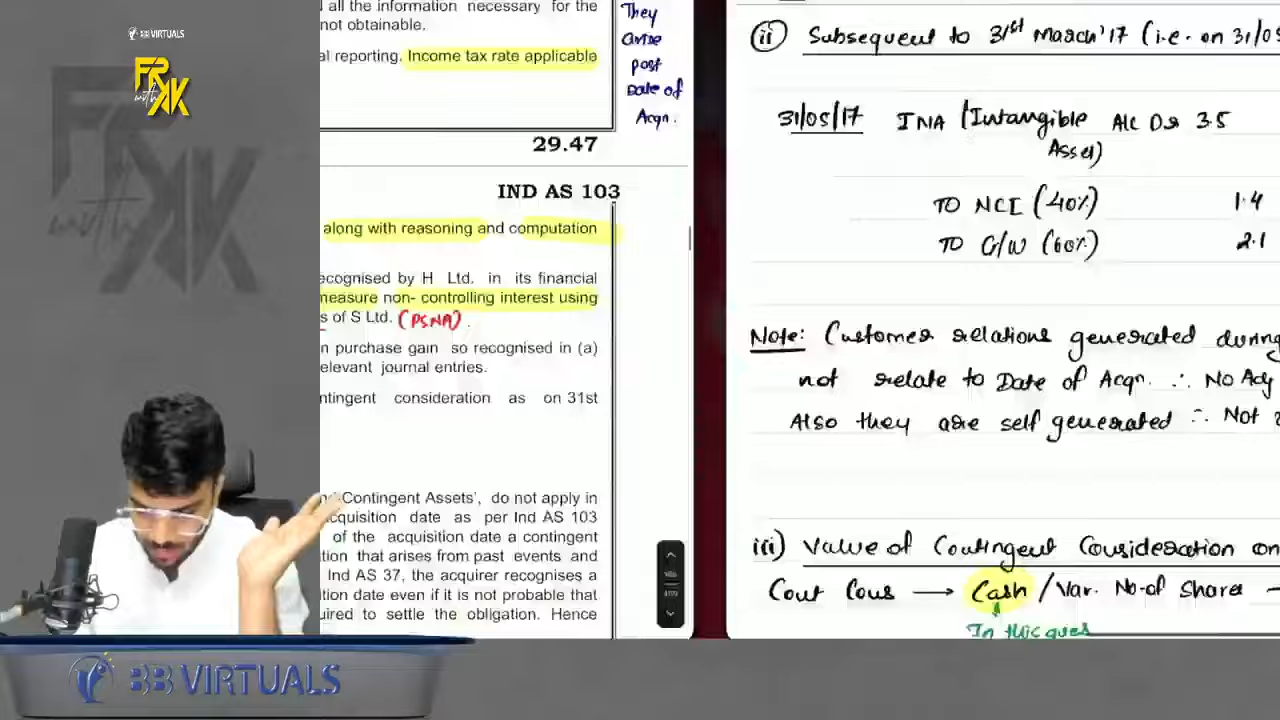 BB VIRTUALS
FR
with
AK
all the information necessary for the
not obtainable.
al reporting. Income tax rate applicable
They
arise
post
Date of
Acqn.
29.47
IND AS 103
along with reasoning and computation
ecognised by H Ltd. in its financial
measure non- controlling interest using
s of S Ltd. (PSNA)
n purchase gain so recognised in (a)
elevant journal entries.
ntingent consideration as on 31st
Contingent Assets', do not apply in
cquisition date as per Ind AS 103
of the acquisition date a contingent
tion that arises from past events and
Ind AS 37, the acquirer recognises a
tion date even if it is not probable that
uired to settle the obligation. Hence
(ii) Subsequent to 31st March'17 (i.e. on 31/05
31/05/17 INA (Intangible A/c Dr 3.5
Asset)
TO NCI (40%) 1.4
TO G/W (60%) 2.1
Note: Customer relations generated during
not relate to Date of Acqn. ∴ No Adj
Also they are self generated ∴ Not
iii) Value of Contingent Consideration on
Cont Cons → Cash / Var. No. of shares
In this ques
BB VIRTUALS